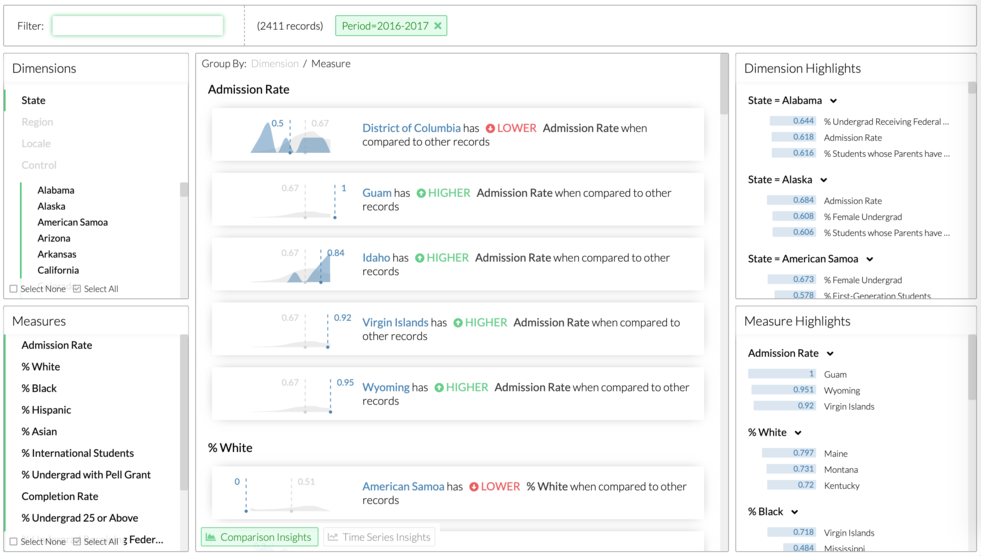 Filter:
(2411 records)
Period=2016-2017 ×
Dimensions
State
Region
Locale
Control
Alabama
Alaska
American Samoa
Arizona
Arkansas
California
Select None Select All
Measures
Admission Rate
% White
% Black
% Hispanic
% Asian
% International Students
% Undergrad with Pell Grant
Completion Rate
% Undergrad 25 or Above
Select None Select All g Feder...
Group By: Dimension / Measure
Admission Rate
0.5 0.67
District of Columbia has LOWER Admission Rate when
compared to other records
0.67 1
Guam has HIGHER Admission Rate when compared to other
records
0.67 0.84
Idaho has HIGHER Admission Rate when compared to other
records
0.67 0.92
Virgin Islands has HIGHER Admission Rate when compared to
other records
0.67 0.95
Wyoming has HIGHER Admission Rate when compared to other
records
% White
0 0.51
American Samoa has LOWER % White when compared to other
records
Comparison Insights Time Series Insights
Dimension Highlights
State = Alabama
0.644 % Undergrad Receiving Federal ...
0.618 Admission Rate
0.616 % Students whose Parents have ...
State = Alaska
0.684 Admission Rate
0.608 % Female Undergrad
0.606 % Students whose Parents have ...
State = American Samoa
0.673 % Female Undergrad
0.578 % First-Generation Students
Measure Highlights
Admission Rate
1 Guam
0.951 Wyoming
0.92 Virgin Islands
% White
0.797 Maine
0.731 Montana
0.72 Kentucky
% Black
0.718 Virgin Islands
0.484 Mississippi